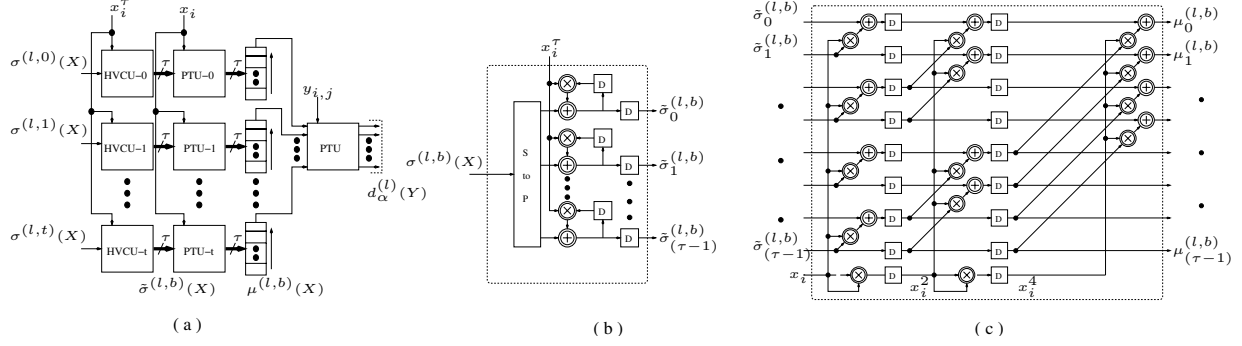 x_i^τ x_i
σ^(l,0)(X) HVCU-0 τ PTU-0 τ
σ^(l,1)(X) HVCU-1 τ PTU-1 τ
y_{i,j}
PTU
d_α^(l)(Y)
σ^(l,t)(X) HVCU-t τ PTU-t τ
σ̃^(l,b)(X) μ^(l,b)(X)
(a)
x_i^τ
D
D σ̃_0^(l,b)
D
σ^(l,b)(X) S to P D σ̃_1^(l,b)
D
D σ̃_(τ-1)^(l,b)
(b)
σ̃_0^(l,b) D D μ_0^(l,b)
σ̃_1^(l,b) D D μ_1^(l,b)
D D
D D
D D
D D
D D
σ̃_(τ-1)^(l,b) D D μ_(τ-1)^(l,b)
x_i D x_i^2 D x_i^4
(c)